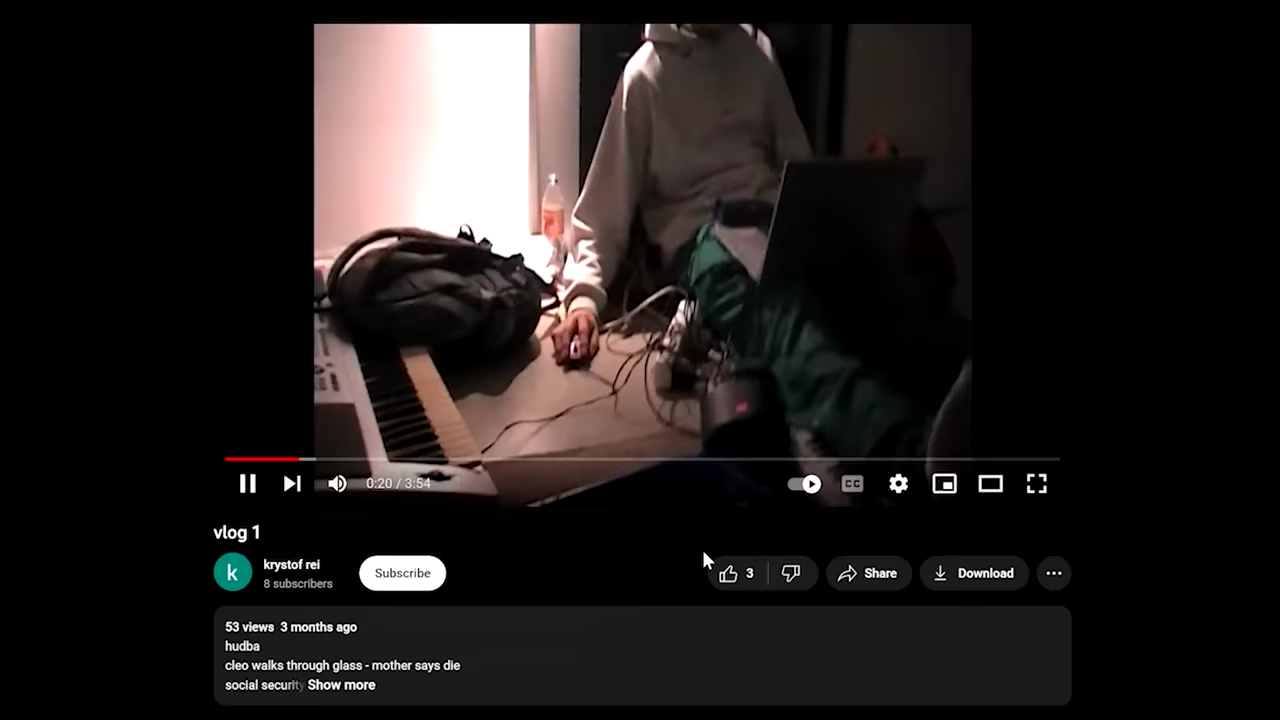 0:20 / 3:54
CC
vlog 1
k
krystof rei
8 subscribers
Subscribe
3
Share
Download
53 views 3 months ago
hudba
cleo walks through glass - mother says die
social security Show more